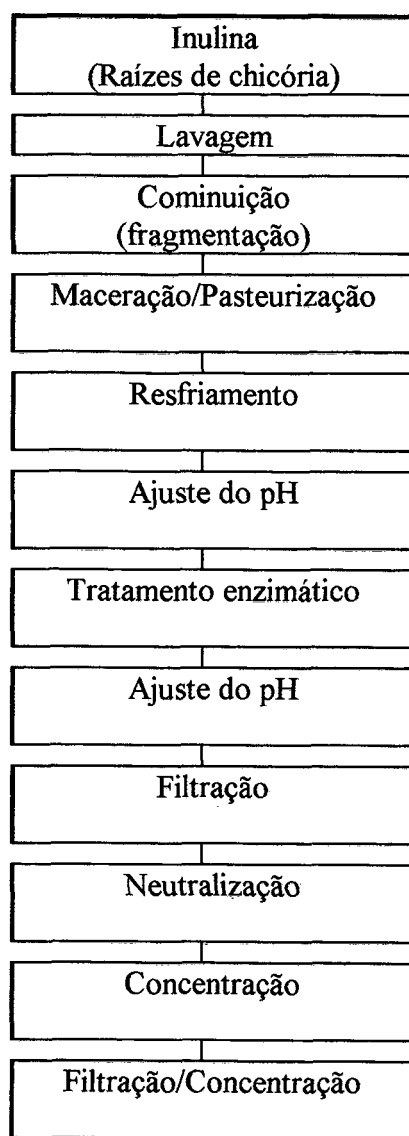 Inulina
(Raízes de chicória)
Lavagem
Cominuição
(fragmentação)
Maceração/Pasteurização
Resfriamento
Ajuste do pH
Tratamento enzimático
Ajuste do pH
Filtração
Neutralização
Concentração
Filtração/Concentração